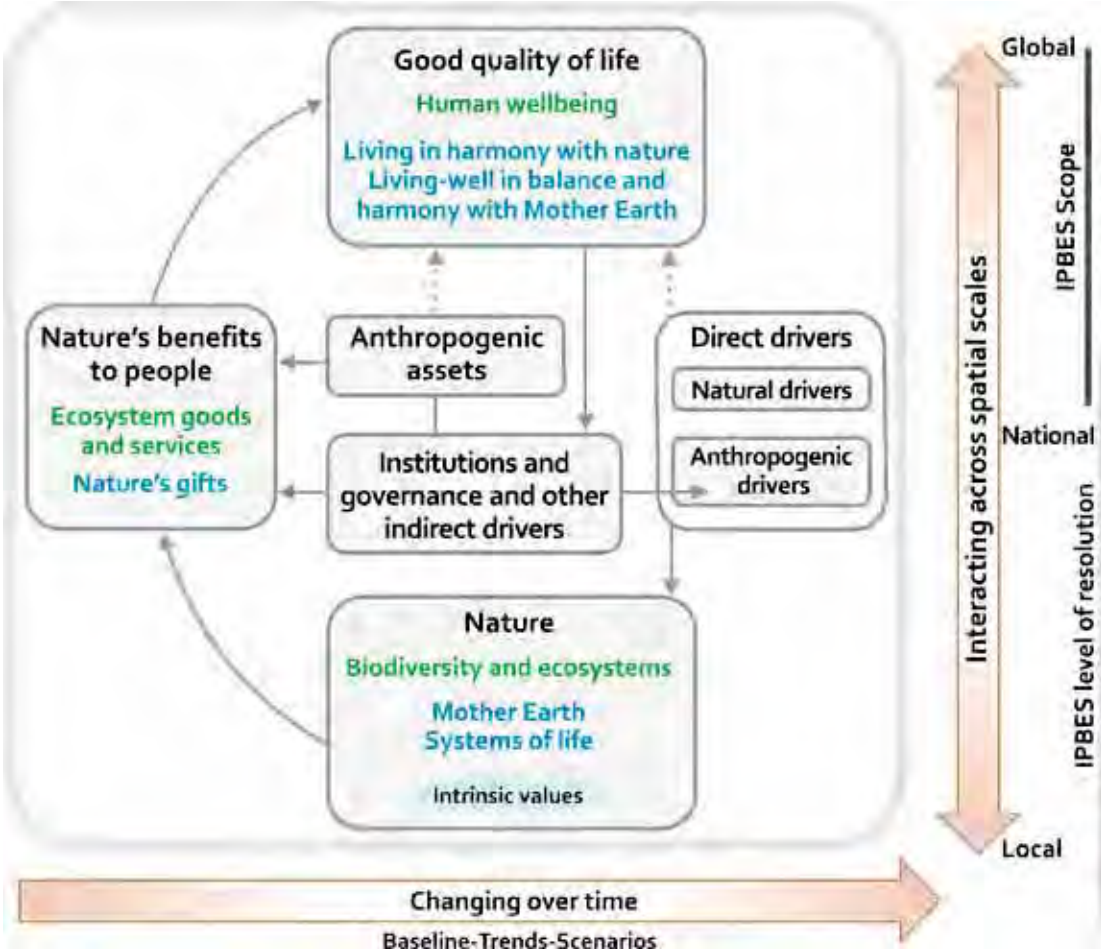 Good quality of life
Human wellbeing
Living in harmony with nature
Living-well in balance and
harmony with Mother Earth
Nature's benefits
to people
Ecosystem goods
and services
Nature's gifts
Anthropogenic
assets
Institutions and
governance and other
indirect drivers
Direct drivers
Natural drivers
Anthropogenic
drivers
Nature
Biodiversity and ecosystems
Mother Earth
Systems of life
Intrinsic values
Changing over time
Baseline-Trends-Scenarios
Interacting across spatial scales
Global
IPBES Scope
National
IPBES level of resolution
Local